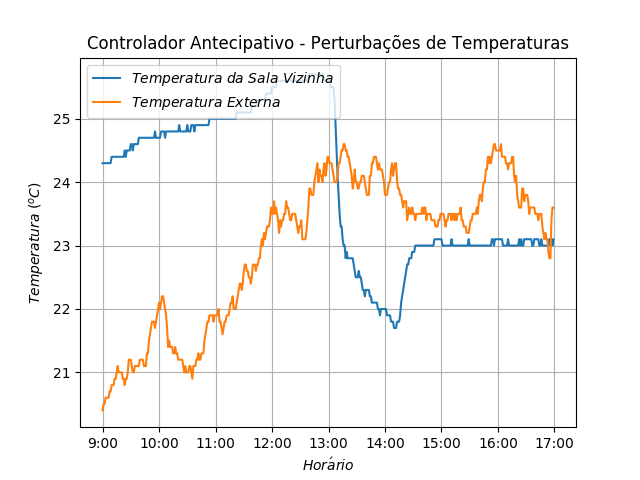 Controlador Antecipativo - Perturbações de Temperaturas
Temperatura da Sala Vizinha
Temperatura Externa
25
24
23
22
21
Temperatura (ºC)
9:00 10:00 11:00 12:00 13:00 14:00 15:00 16:00 17:00
Horário